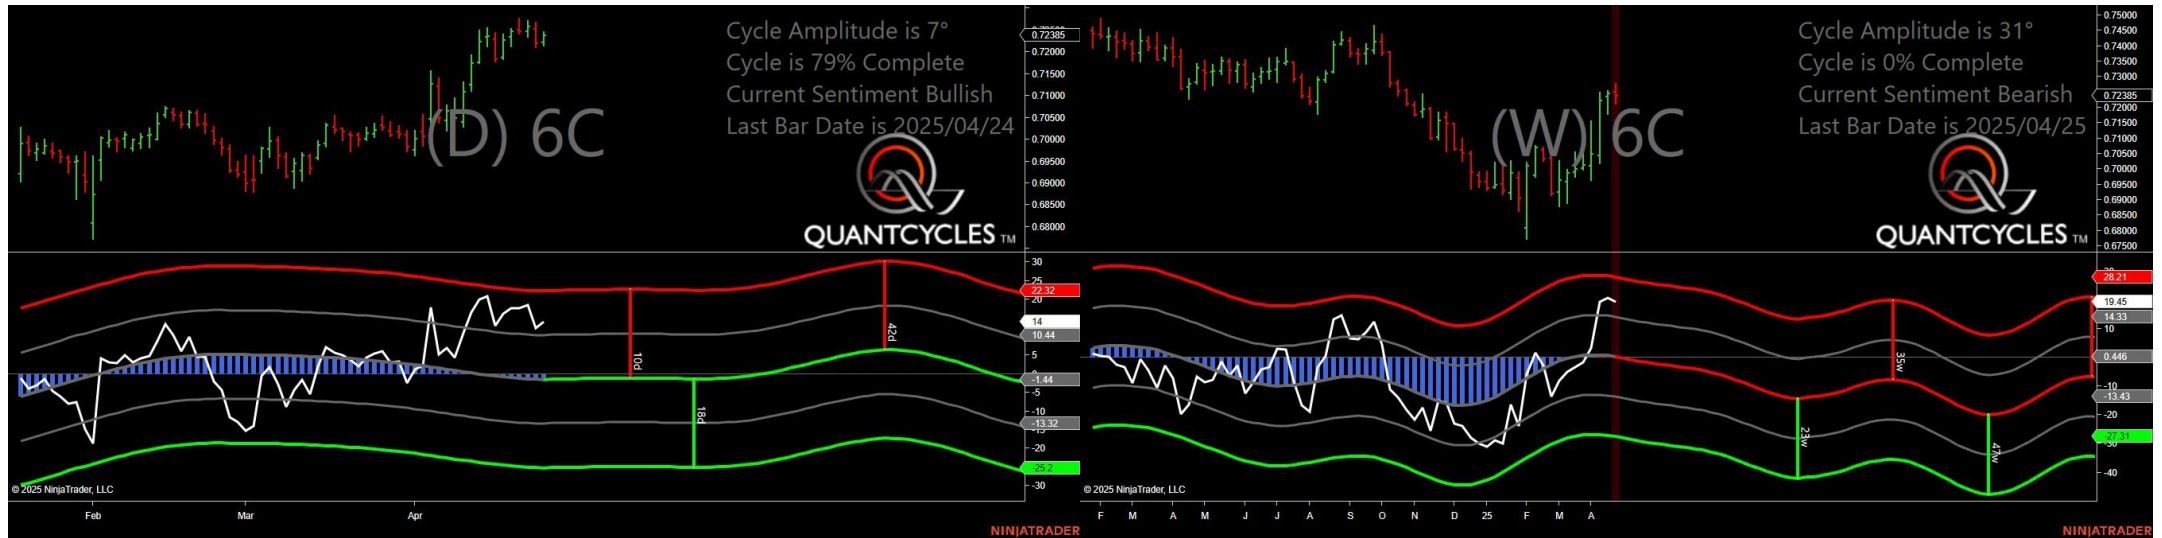 Cycle Amplitude is 7°
Cycle is 79% Complete
Current Sentiment Bullish
Last Bar Date is 2025/04/24
(D) 6C
QUANTCYCLES TM
0.72385
0.72000
0.71500
0.71000
0.70500
0.70000
0.69500
0.69000
0.68500
0.68000
30
25
22.32
20
14
10.44
5
-1.44
-5
-10
-13.32
-20
-25.2
-30
10d
18d
42d
© 2025 NinjaTrader, LLC
Feb Mar Apr
NINJATRADER
Cycle Amplitude is 31°
Cycle is 0% Complete
Current Sentiment Bearish
Last Bar Date is 2025/04/25
(W) 6C
QUANTCYCLES TM
0.75000
0.74500
0.74000
0.73500
0.73000
0.72385
0.72000
0.71500
0.71000
0.70500
0.70000
0.69500
0.69000
0.68500
0.68000
0.67500
28.21
19.45
14.33
10
0.446
-10
-13.43
-20
-27.31
-40
23w
35w
47w
© 2025 NinjaTrader, LLC
F M A M J J A S O N D 25 F M A
NINJATRADER